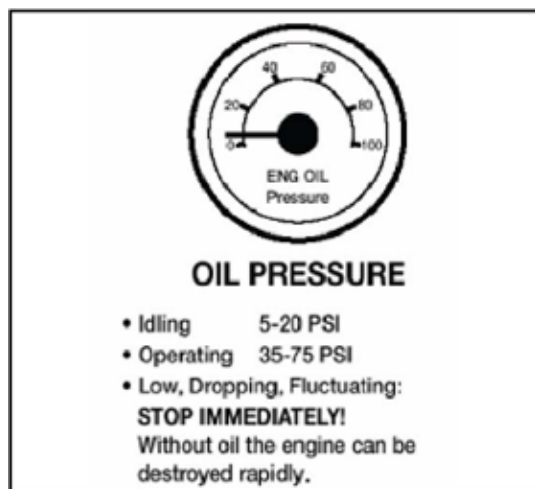 40 60
20 80
0 100
ENG OIL
Pressure
OIL PRESSURE
• Idling 5-20 PSI
• Operating 35-75 PSI
• Low, Dropping, Fluctuating:
STOP IMMEDIATELY!
Without oil the engine can be
destroyed rapidly.